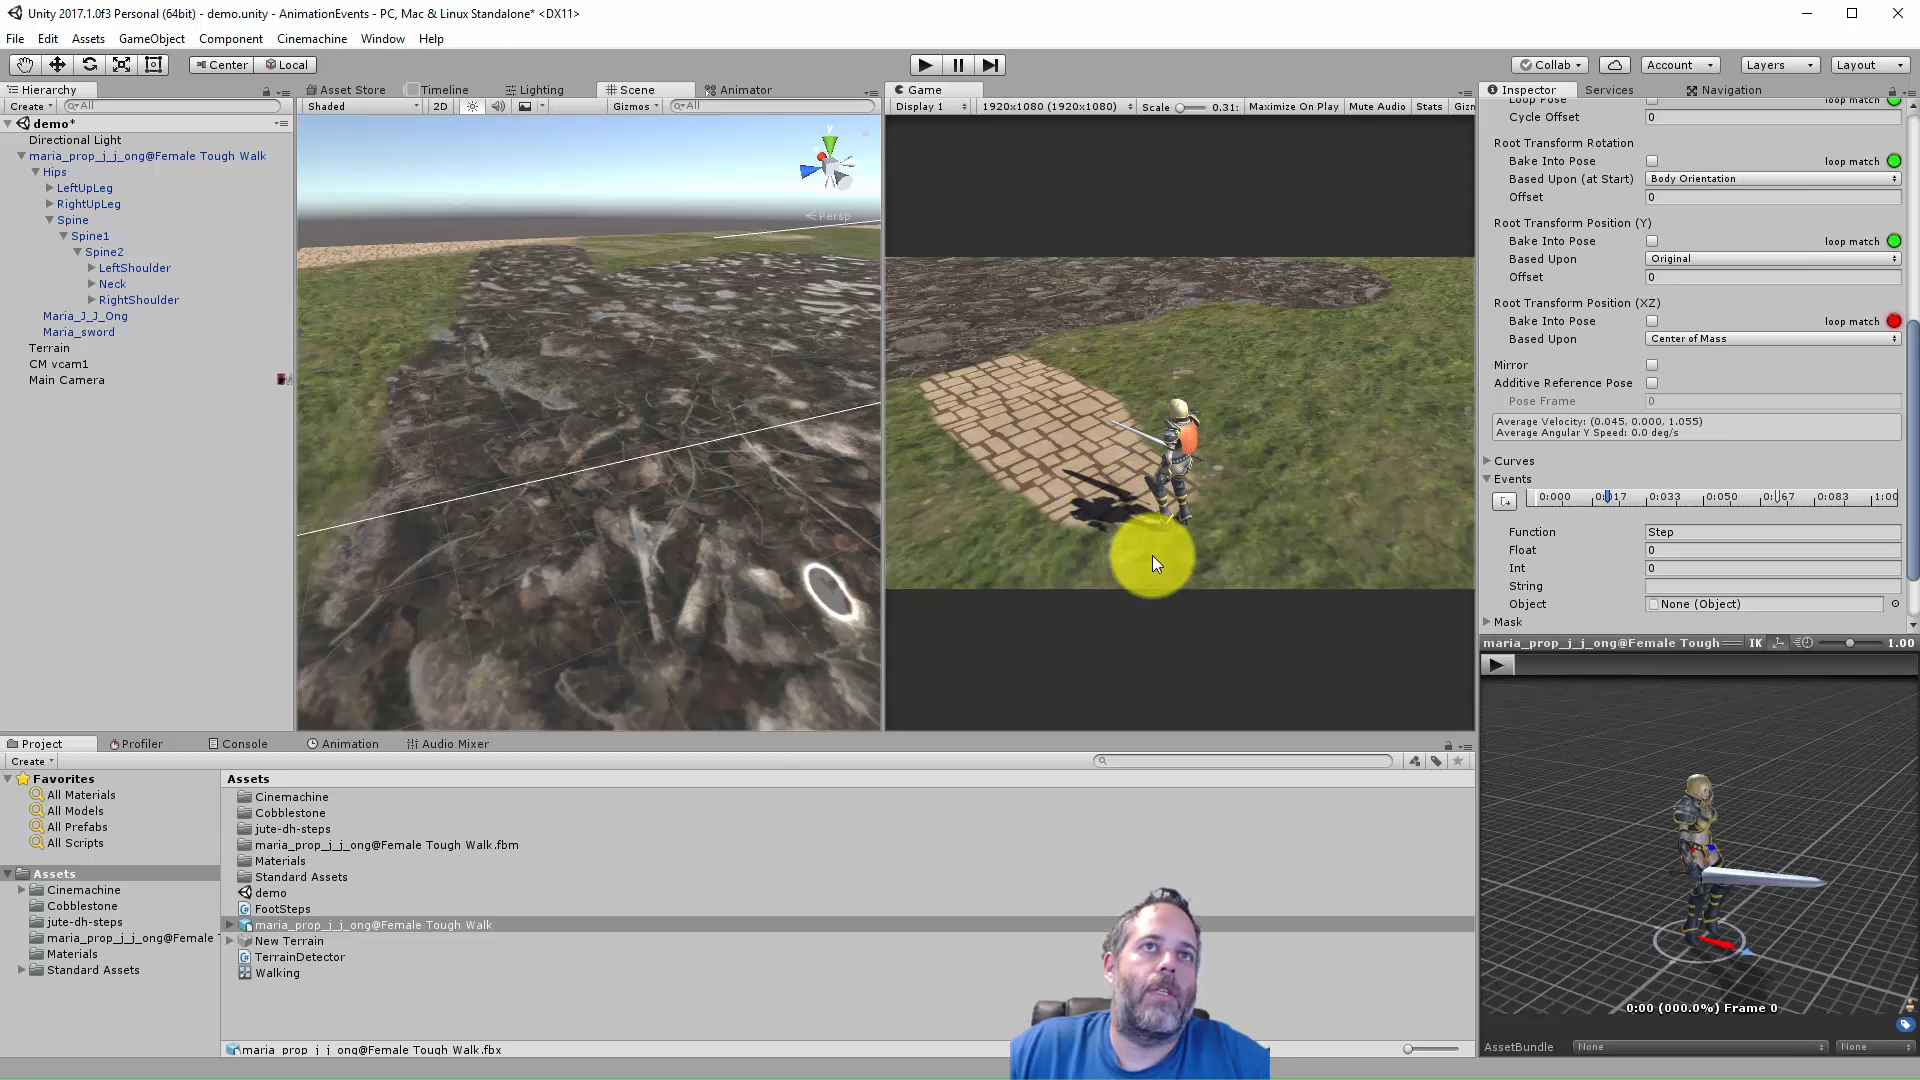 Unity 2017.1.0f3 Personal (64bit) - demo.unity - AnimationEvents - PC, Mac & Linux Standalone* <DX11>
File Edit Assets GameObject Component Cinemachine Window Help
Center Local Collab Account Layers Layout
Hierarchy Asset Store Timeline Lighting Scene Animator Game Inspector Services Navigation
Create All Shaded 2D Gizmos All Display 1 1920x1080 (1920x1080) Scale 0.31: Maximize On Play Mute Audio Stats Gizn
demo*
Directional Light
maria_prop_j_j_ong@Female Tough Walk
Hips
LeftUpLeg
RightUpLeg
Spine
Spine1
Spine2
LeftShoulder
Neck
RightShoulder
Maria_J_J_Ong
Maria_sword
Terrain
CM vcam1
Main Camera
y
Persp
Loop Pose loop match
Cycle Offset 0
Root Transform Rotation
Bake Into Pose loop match
Based Upon (at Start) Body Orientation
Offset 0
Root Transform Position (Y)
Bake Into Pose loop match
Based Upon Original
Offset 0
Root Transform Position (XZ)
Bake Into Pose loop match
Based Upon Center of Mass
Mirror
Additive Reference Pose
Pose Frame 0
Average Velocity: (0.045, 0.000, 1.055)
Average Angular Y Speed: 0.0 deg/s
Curves
Events
0:000 0:017 0:033 0:050 0:067 0:083 1:00
Function Step
Float 0
Int 0
String
Object None (Object)
Mask
maria_prop_j_j_ong@Female Tough IK 1.00
0:00 (000.0%) Frame 0
AssetBundle None None
Project Profiler Console Animation Audio Mixer
Create
Favorites
All Materials
All Models
All Prefabs
All Scripts
Assets
Cinemachine
Cobblestone
jute-dh-steps
maria_prop_j_j_ong@Female
Materials
Standard Assets
Assets
Cinemachine
Cobblestone
jute-dh-steps
maria_prop_j_j_ong@Female Tough Walk.fbm
Materials
Standard Assets
demo
FootSteps
maria_prop_j_j_ong@Female Tough Walk
New Terrain
TerrainDetector
Walking
maria_prop_j_j_ong@Female Tough Walk.fbx